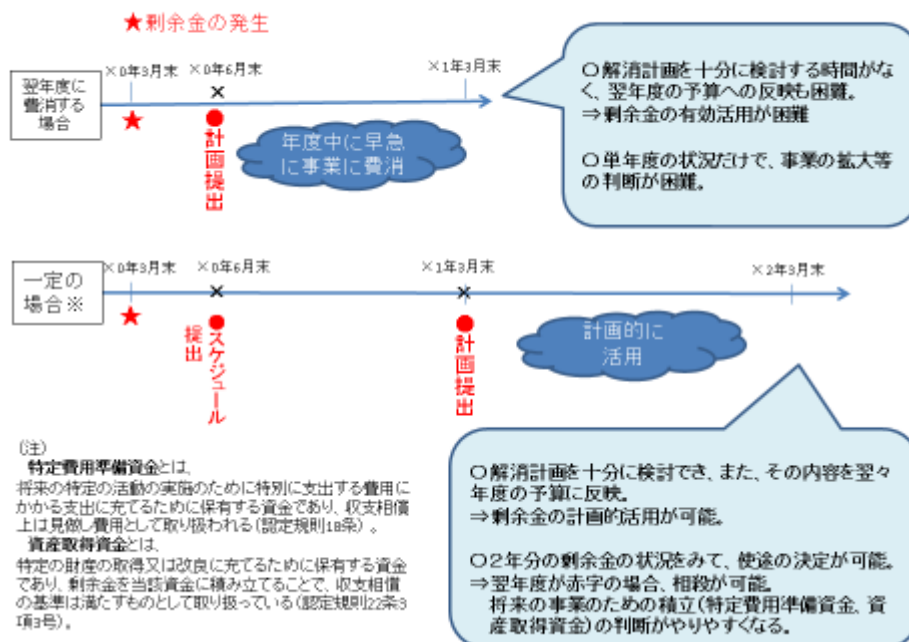 ★剰余金の発生
×0年3月末
×0年6月末
×1年3月末
翌年度に
費消する
場合
×
★
●計画提出
年度中に早急
に事業に費消
○解消計画を十分に検討する時間がな
く、翌年度の予算への反映も困難。
⇒剰余金の有効活用が困難
○単年度の状況だけで、事業の拡大等
の判断が困難。
×0年3月末
×0年6月末
×1年3月末
×2年3月末
一定の
場合※
×
×
★
●スケジュール
提出
●計画提出
計画的に
活用
(注)
特定費用準備資金とは、
将来の特定の活動の実施のために特別に支出する費用に
かかる支出に充てるために保有する資金であり、収支相償
上は見做し費用として取り扱われる(認定規則18条)。
資産取得資金とは、
特定の財産の取得又は改良に充てるために保有する資金
であり、剰余金を当該資金に積み立てることで、収支相償
の基準は満たすものとして取り扱っている(認定規則22条3
項3号)。
○解消計画を十分に検討でき、また、その内容を翌々
年度の予算に反映。
⇒剰余金の計画的活用が可能。
○2年分の剰余金の状況をみて、使途の決定が可能。
⇒翌年度が赤字の場合、相殺が可能。
将来の事業のための積立(特定費用準備資金、資
産取得資金)の判断がやりやすくなる。